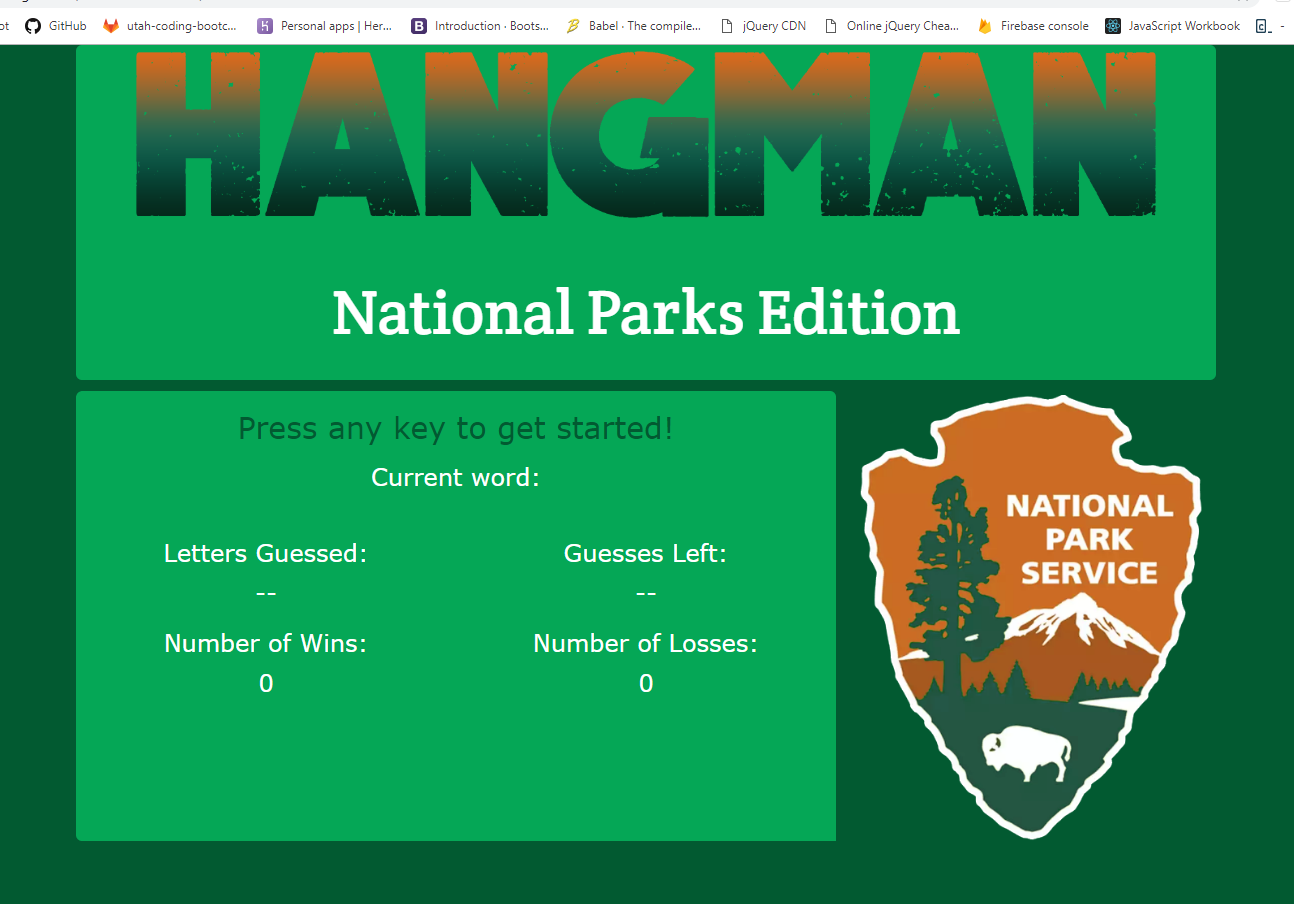 ot GitHub utah-coding-bootc... Personal apps | Her... Introduction · Boots... Babel · The compile... jQuery CDN Online jQuery Chea... Firebase console JavaScript Workbook -
HANGMAN
National Parks Edition
Press any key to get started!
Current word:
Letters Guessed: Guesses Left:
-- --
Number of Wins: Number of Losses:
0 0
NATIONAL
PARK
SERVICE